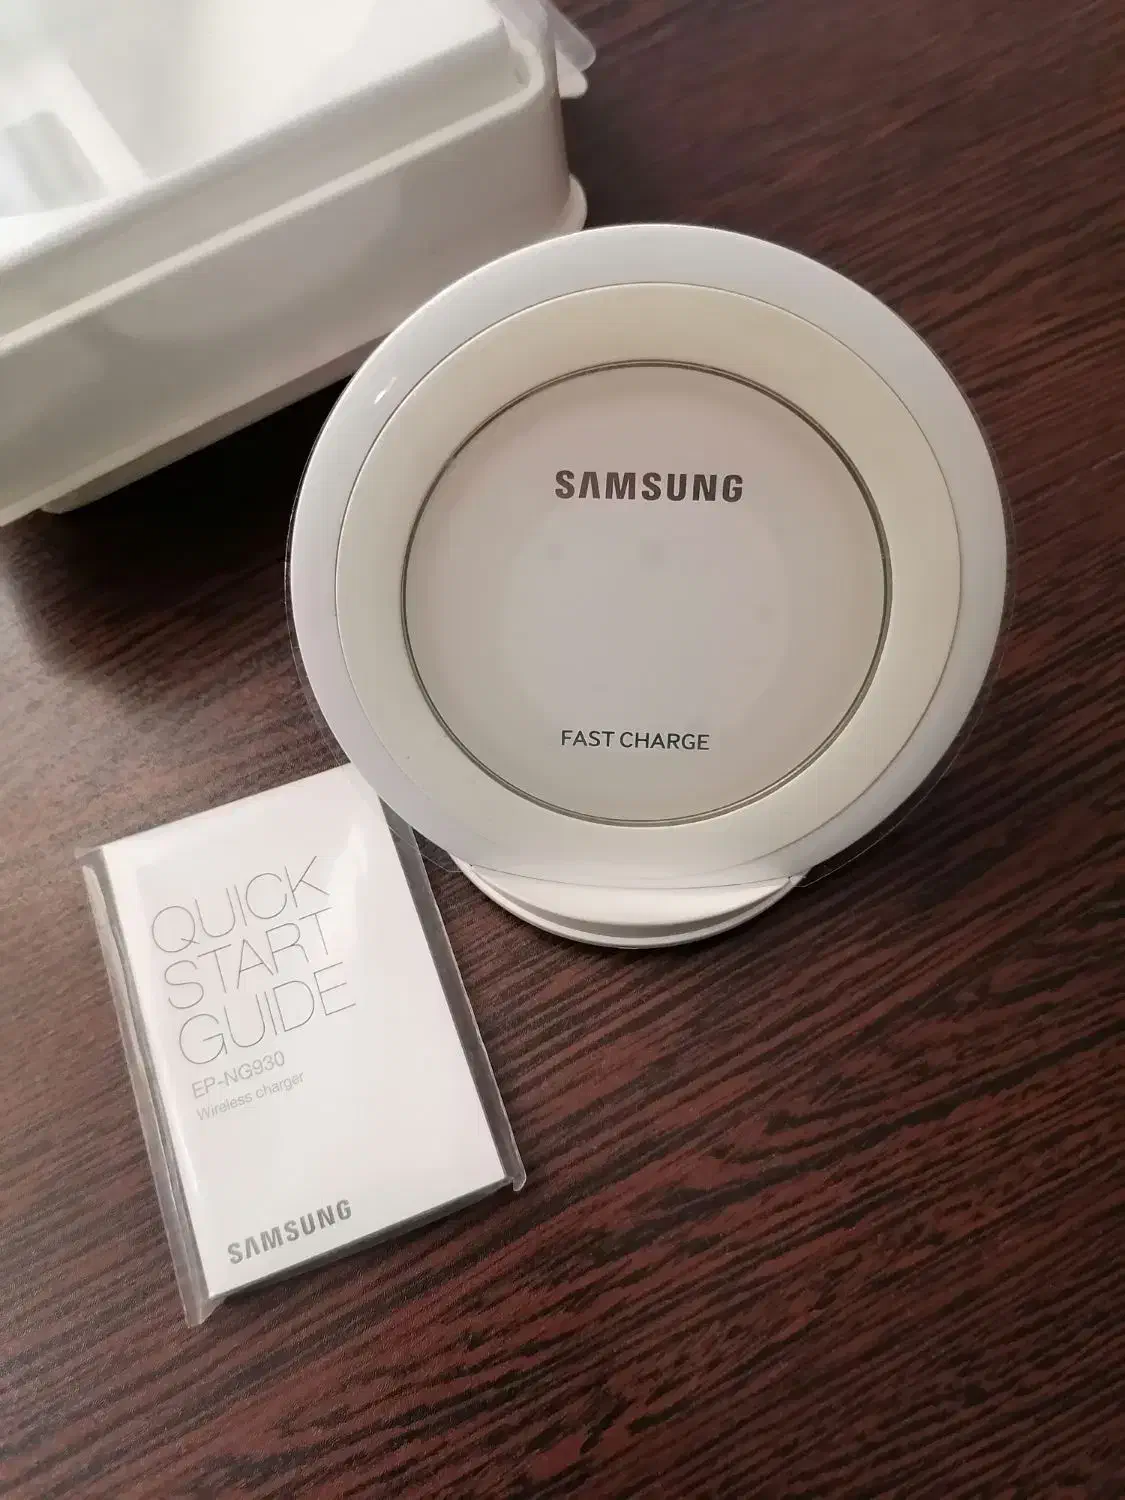 SAMSUNG
FAST CHARGE
QUICK
START
GUIDE
EP-NG930
Wireless charger
SAMSUNG